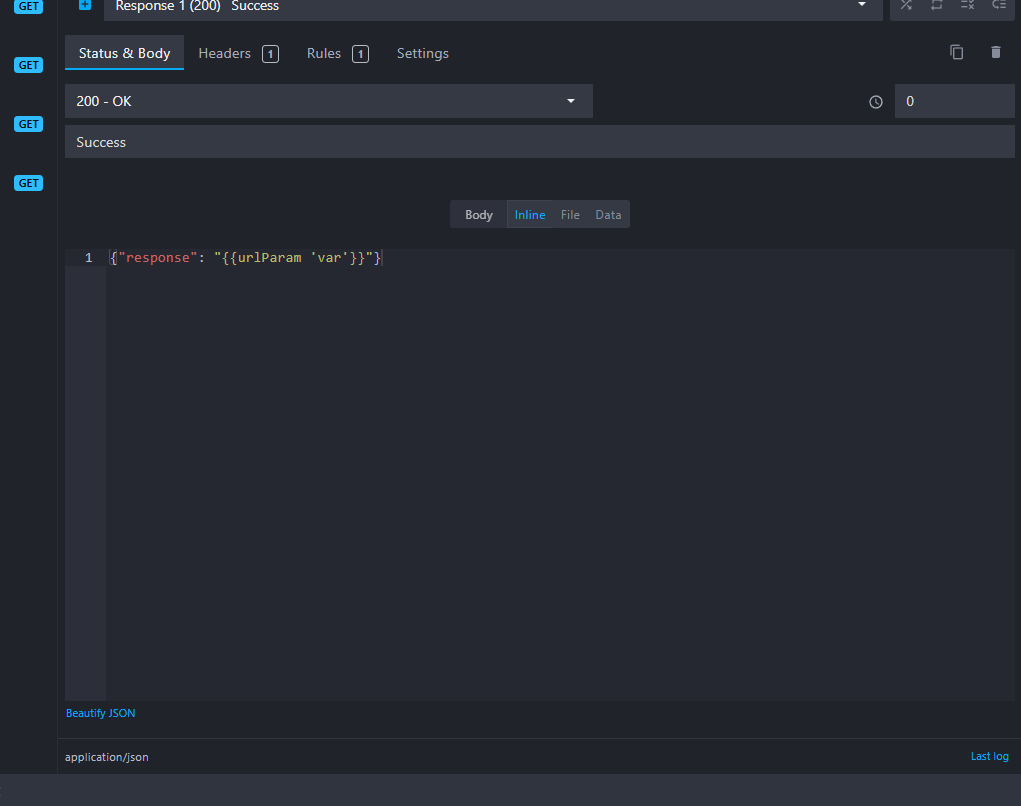 GET
Response 1 (200) Success
Status & Body Headers 1 Rules 1 Settings
GET
200 - OK 0
GET
Success
GET
Body Inline File Data
1 {"response": "{{urlParam 'var'}}"}
Beautify JSON
application/json Last log